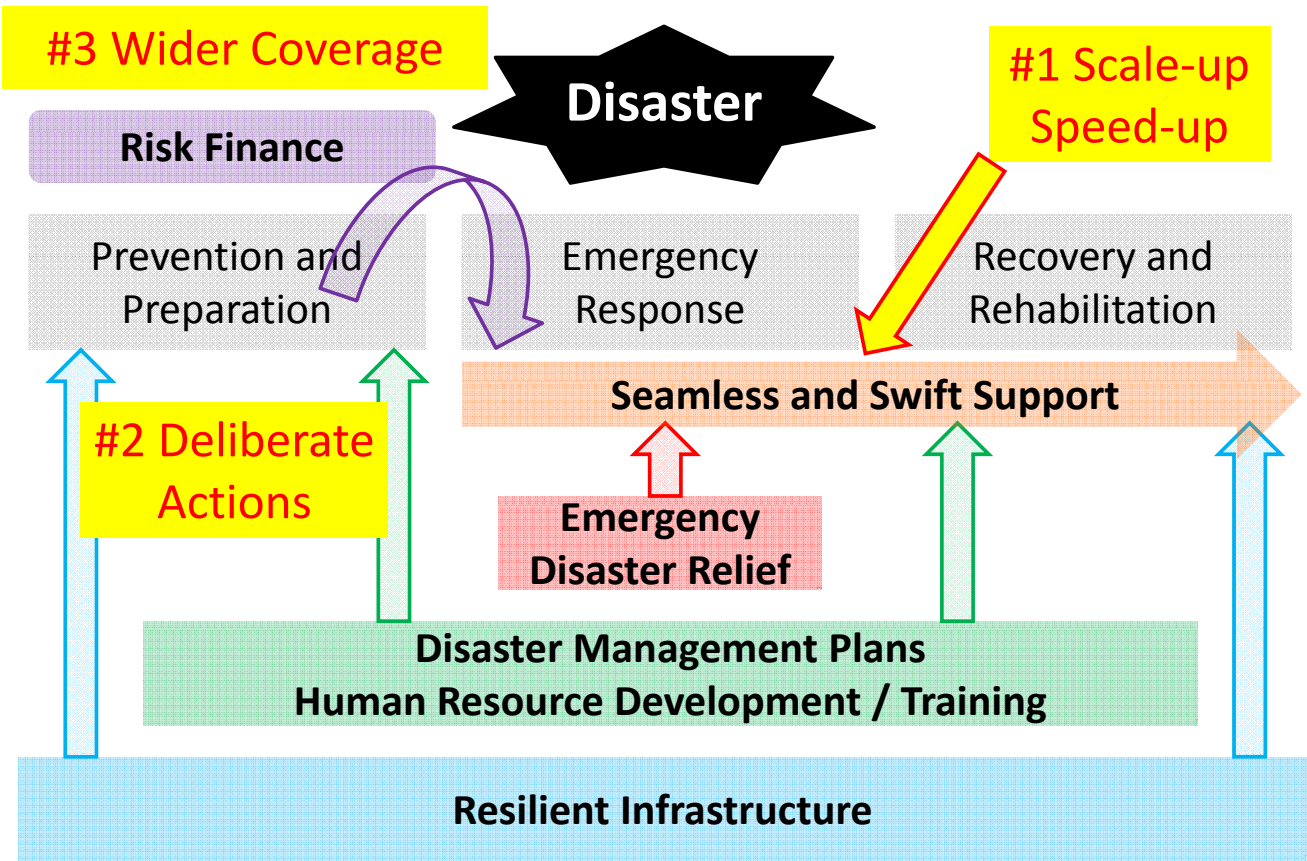 #3 Wider Coverage
Disaster
#1 Scale-up
Speed-up
Risk Finance
Prevention and
Preparation
Emergency
Response
Recovery and
Rehabilitation
Seamless and Swift Support
#2 Deliberate
Actions
Emergency
Disaster Relief
Disaster Management Plans
Human Resource Development / Training
Resilient Infrastructure